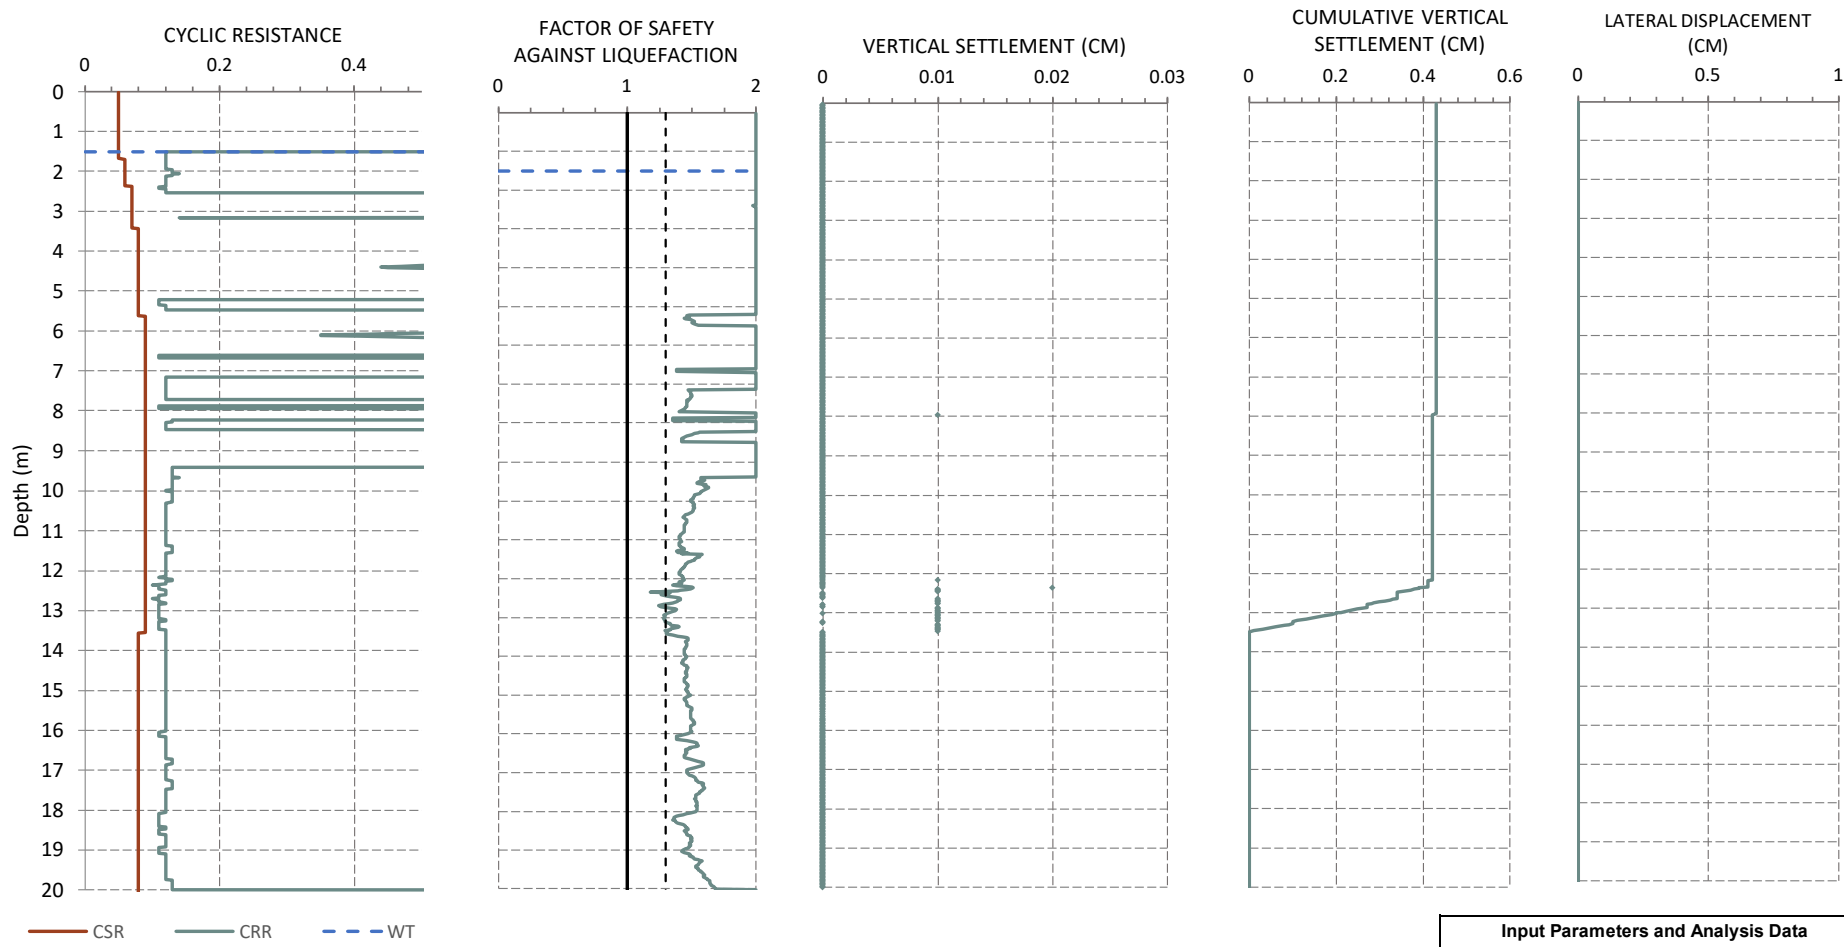 CYCLIC RESISTANCE
0 0.2 0.4
FACTOR OF SAFETY
AGAINST LIQUEFACTION
0 1 2
VERTICAL SETTLEMENT (CM)
0 0.01 0.02 0.03
CUMULATIVE VERTICAL
SETTLEMENT (CM)
0 0.2 0.4 0.6
LATERAL DISPLACEMENT
(CM)
0 0.5 1
Depth (m)
0
1
2
3
4
5
6
7
8
9
10
11
12
13
14
15
16
17
18
19
20
CSR CRR WT
Input Parameters and Analysis Data